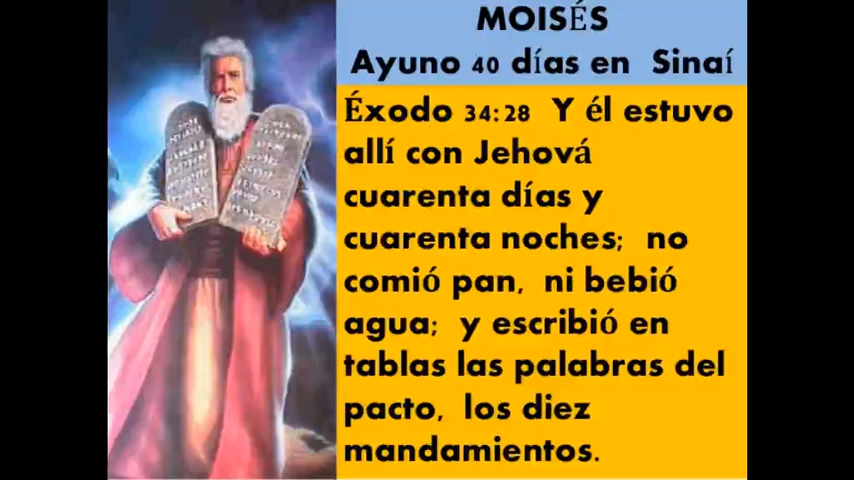 MOISÉS
Ayuno 40 días en Sinaí
Éxodo 34:28 Y él estuvo
allí con Jehová
cuarenta días y
cuarenta noches; no
comió pan, ni bebió
agua; y escribió en
tablas las palabras del
pacto, los diez
mandamientos.